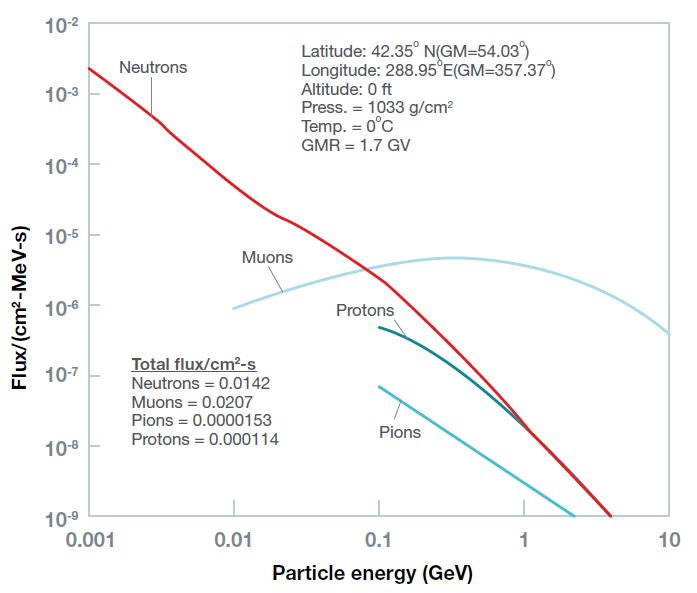 10⁻²
10⁻³
10⁻⁴
10⁻⁵
10⁻⁶
10⁻⁷
10⁻⁸
10⁻⁹
Flux/(cm²-MeV-s)
Neutrons
Latitude: 42.35° N(GM=54.03°)
Longitude: 288.95°E(GM=357.37°)
Altitude: 0 ft
Press. = 1033 g/cm²
Temp. = 0°C
GMR = 1.7 GV
Muons
Protons
Pions
Total flux/cm²-s
Neutrons = 0.0142
Muons = 0.0207
Pions = 0.0000153
Protons = 0.000114
0.001 0.01 0.1 1 10
Particle energy (GeV)